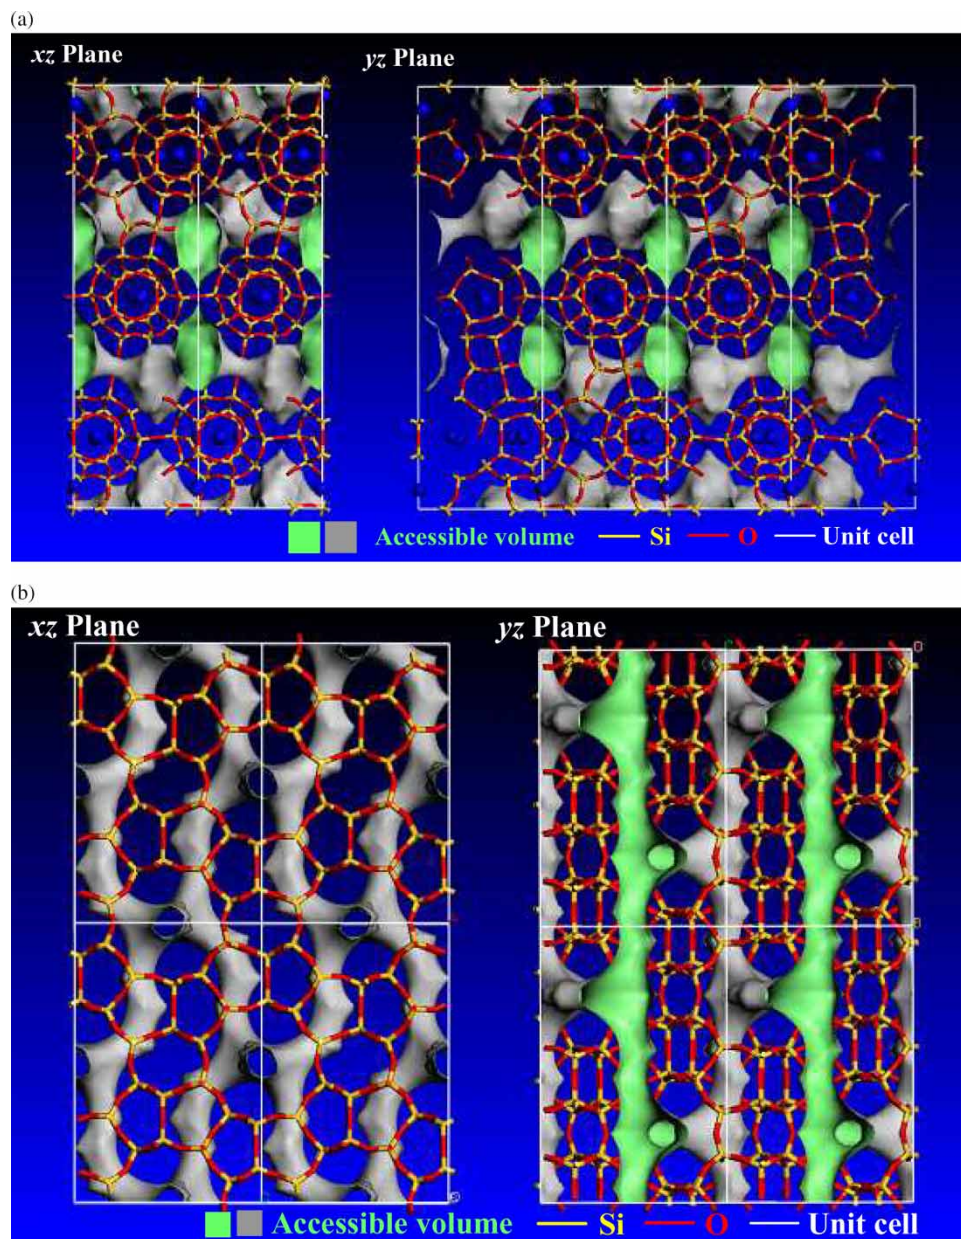 (a)
xz Plane
yz Plane
Accessible volume Si O Unit cell
(b)
xz Plane
yz Plane
Accessible volume Si O Unit cell